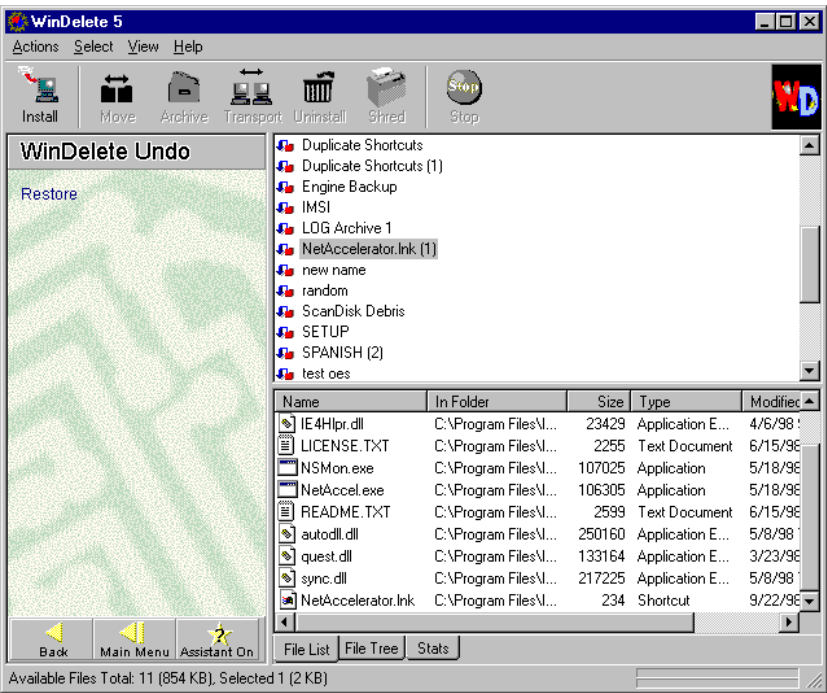 WinDelete 5
Actions Select View Help
Install Move Archive Transport Uninstall Shred Stop Stop
WD
WinDelete Undo
Restore
Duplicate Shortcuts
Duplicate Shortcuts (1)
Engine Backup
IMSI
LOG Archive 1
NetAccelerator.lnk (1)
new name
random
ScanDisk Debris
SETUP
SPANISH (2)
test oes
Name In Folder Size Type Modified
IE4Hlpr.dll C:\Program Files\I... 23429 Application E... 4/6/98
LICENSE.TXT C:\Program Files\I... 2255 Text Document 6/15/98
NSMon.exe C:\Program Files\I... 107025 Application 5/18/98
NetAccel.exe C:\Program Files\I... 106305 Application 5/18/98
README.TXT C:\Program Files\I... 2599 Text Document 6/15/98
autodll.dll C:\Program Files\I... 250160 Application E... 5/8/98
quest.dll C:\Program Files\I... 133164 Application E... 3/23/98
sync.dll C:\Program Files\I... 217225 Application E... 5/8/98
NetAccelerator.lnk C:\Program Files\I... 234 Shortcut 9/22/98
Back Main Menu Assistant On
File List File Tree Stats
Available Files Total: 11 (854 KB), Selected 1 (2 KB)